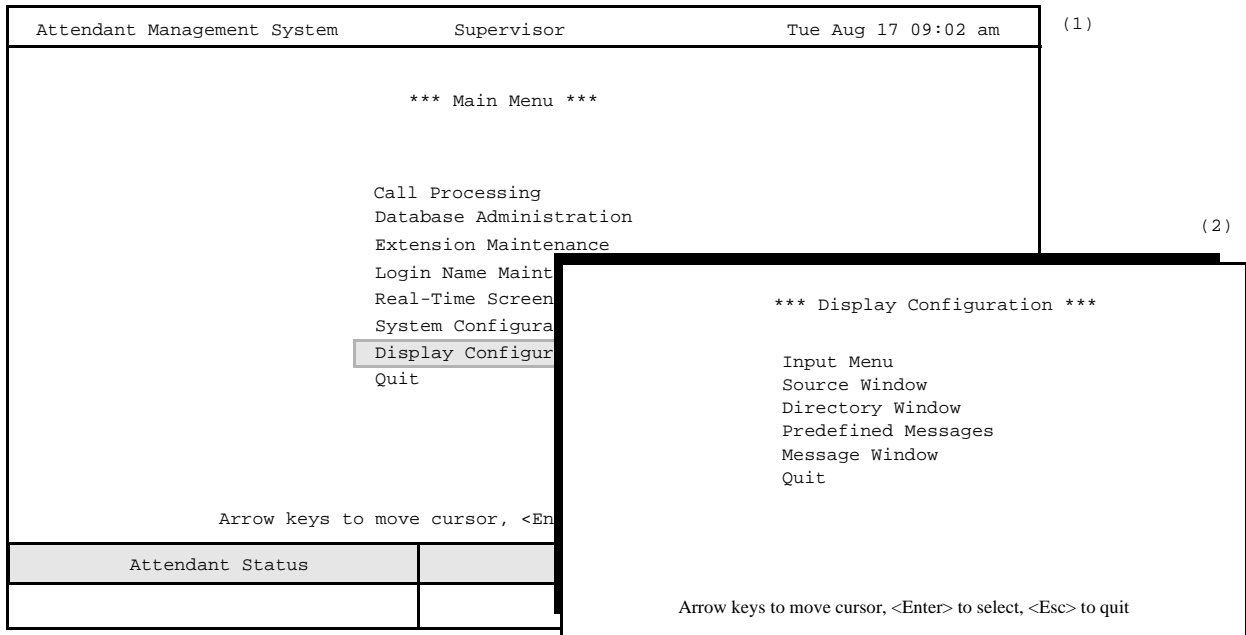 Attendant Management System Supervisor Tue Aug 17 09:02 am
(1)
*** Main Menu ***
Call Processing
Database Administration
Extension Maintenance
Login Name Maint
Real-Time Screen
System Configura
Display Configur
Quit
Arrow keys to move cursor, <En
Attendant Status
(2)
*** Display Configuration ***
Input Menu
Source Window
Directory Window
Predefined Messages
Message Window
Quit
Arrow keys to move cursor, <Enter> to select, <Esc> to quit